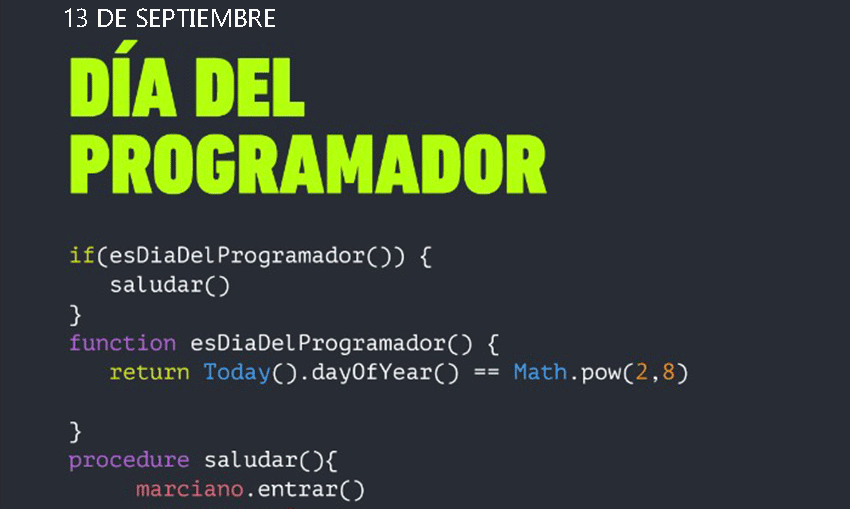 13 DE SEPTIEMBRE
DÍA DEL
PROGRAMADOR
if(esDiaDelProgramador()) {
saludar()
}
function esDiaDelProgramador() {
return Today().dayOfYear() == Math.pow(2,8)
}
procedure saludar(){
marciano.entrar()